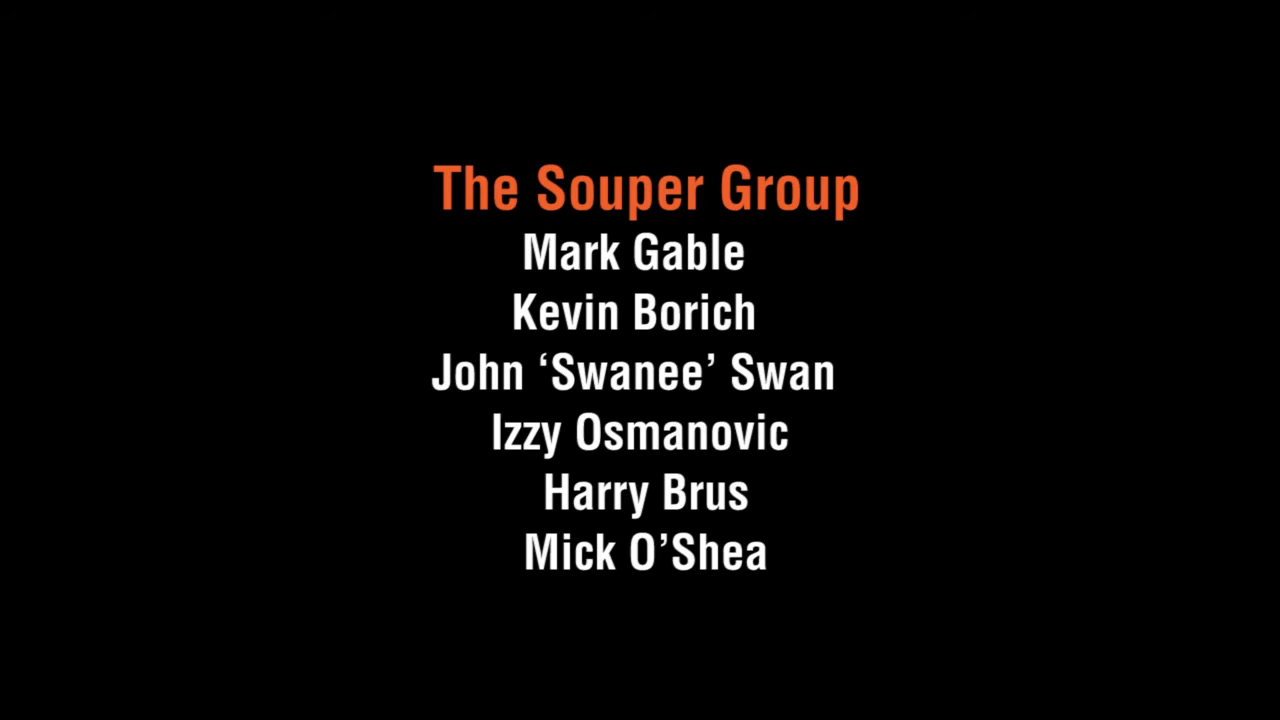 The Souper Group
Mark Gable
Kevin Borich
John ‘Swanee’ Swan
Izzy Osmanovic
Harry Brus
Mick O’Shea